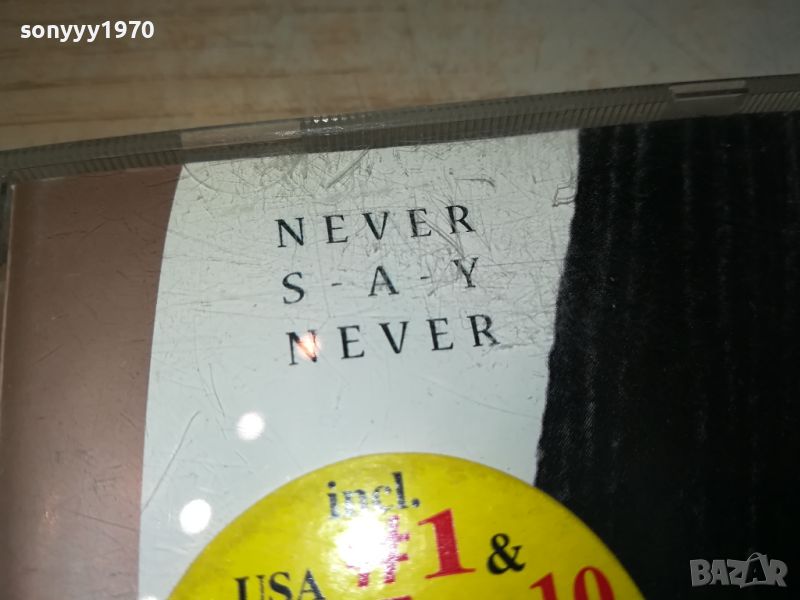 sonyyy1970
NEVER
S-A-Y
NEVER
incl.
USA #1 &
10
BAZAR